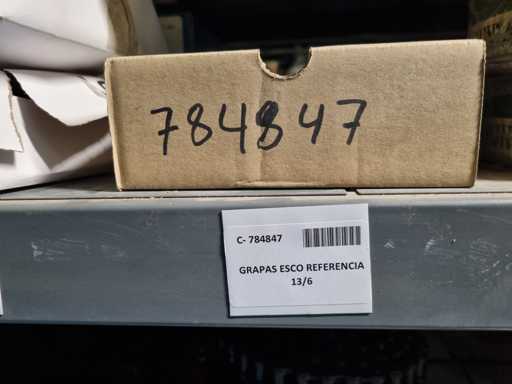 784847
C- 784847
GRAPAS ESCO REFERENCIA
13/6